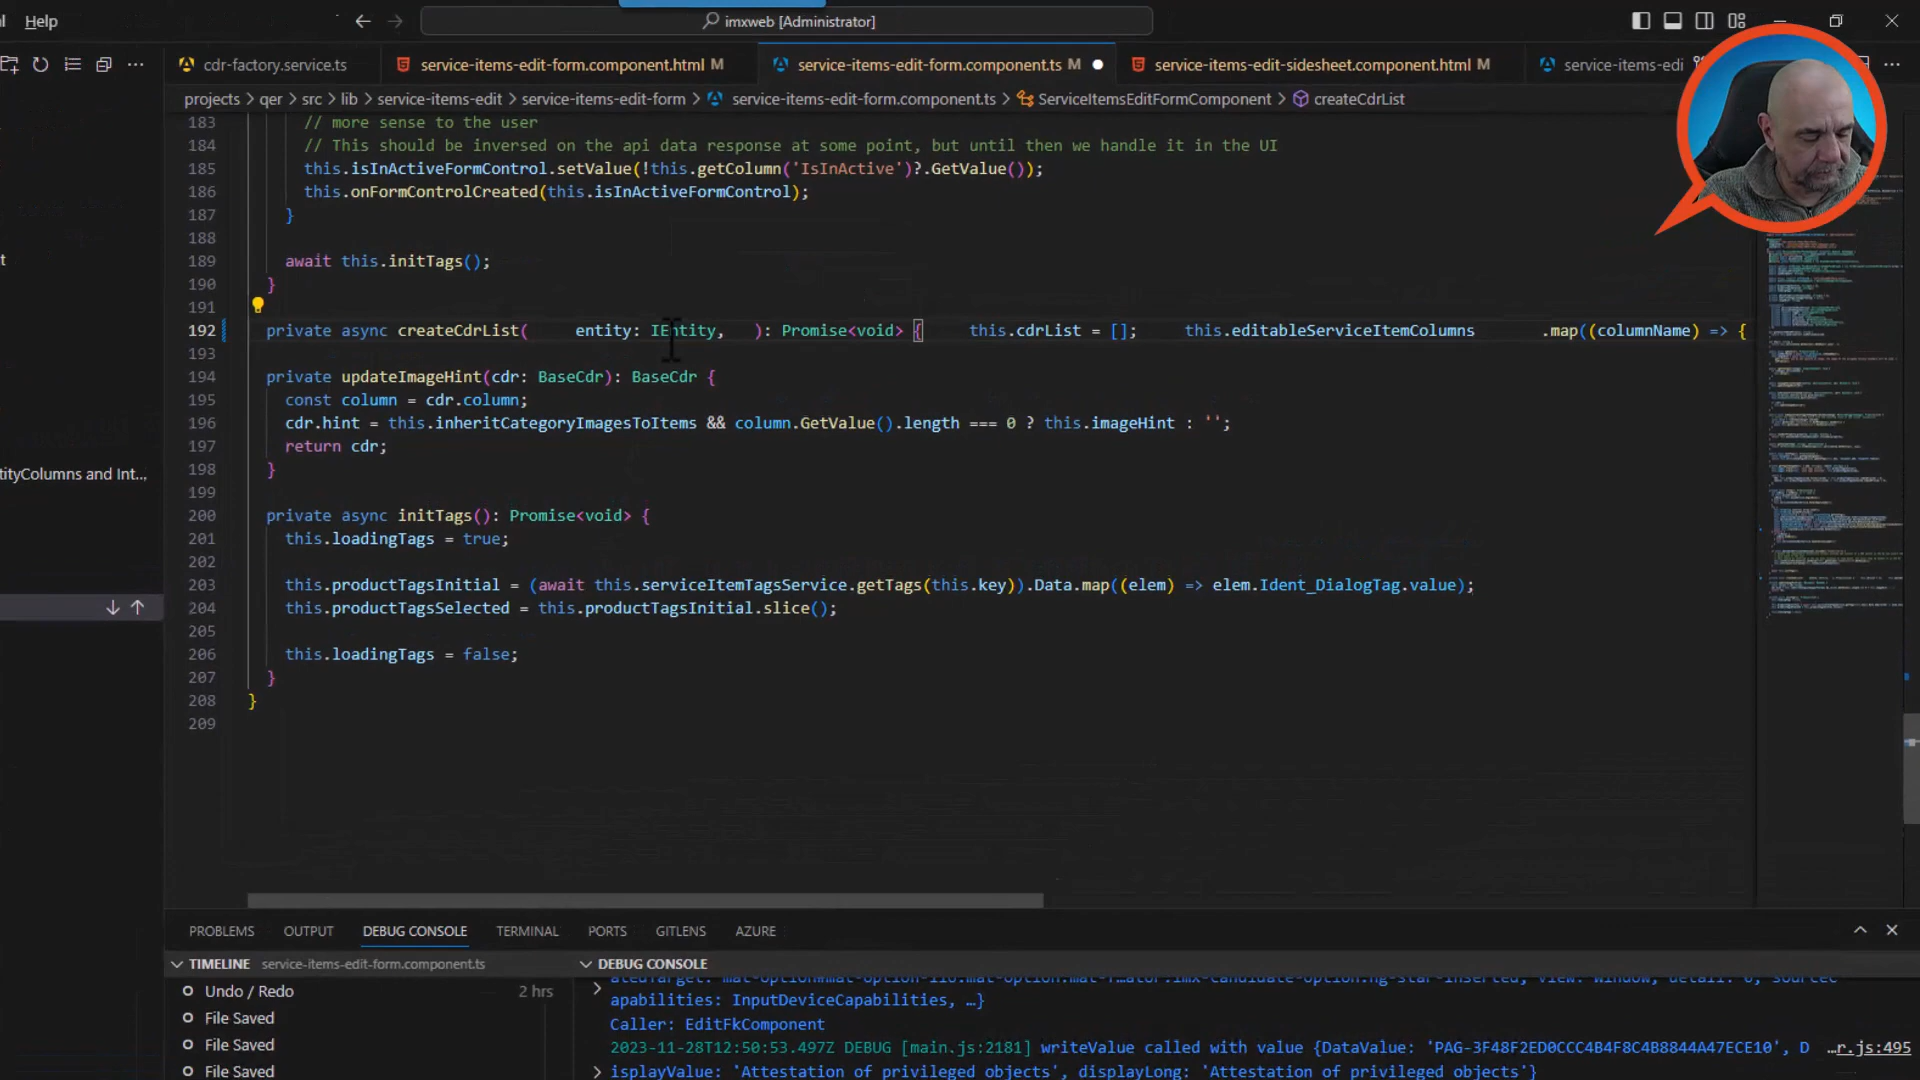 Help
imxweb [Administrator]
cdr-factory.service.ts
service-items-edit-form.component.html M
service-items-edit-form.component.ts M
service-items-edit-sidesheet.component.html M
service-items-edi
projects > qer > src > lib > service-items-edit > service-items-edit-form > service-items-edit-form.component.ts > ServiceItemsEditFormComponent > createCdrList
183 // more sense to the user
184 // This should be inversed on the api data response at some point, but until then we handle it in the UI
185 this.isInActiveFormControl.setValue(!this.getColumn('IsInActive')?.GetValue());
186 this.onFormControlCreated(this.isInActiveFormControl);
187 }
188
189 await this.initTags();
190 }
191
192 private async createCdrList( entity: IEntity, ): Promise<void> { this.cdrList = []; this.editableServiceItemColumns .map((columnName) => {
193
194 private updateImageHint(cdr: BaseCdr): BaseCdr {
195 const column = cdr.column;
196 cdr.hint = this.inheritCategoryImagesToItems && column.GetValue().length === 0 ? this.imageHint : '';
197 return cdr;
198 }
199
200 private async initTags(): Promise<void> {
201 this.loadingTags = true;
202
203 this.productTagsInitial = (await this.serviceItemTagsService.getTags(this.key)).Data.map((elem) => elem.Ident_DialogTag.value);
204 this.productTagsSelected = this.productTagsInitial.slice();
205
206 this.loadingTags = false;
207 }
208 }
209
t
tityColumns and Int...
PROBLEMS OUTPUT DEBUG CONSOLE TERMINAL PORTS GITLENS AZURE
TIMELINE service-items-edit-form.component.ts
Undo / Redo 2 hrs
File Saved
File Saved
File Saved
DEBUG CONSOLE
apabilities: InputDeviceCapabilities, …}
Caller: EditFkComponent
2023-11-28T12:50:53.497Z DEBUG [main.js:2181] writeValue called with value {DataValue: 'PAG-3F48F2ED0CCC4B4F8C4B8844A47ECE10', D …r.js:495
isplayValue: 'Attestation of privileged objects', displayLong: 'Attestation of privileged objects'}